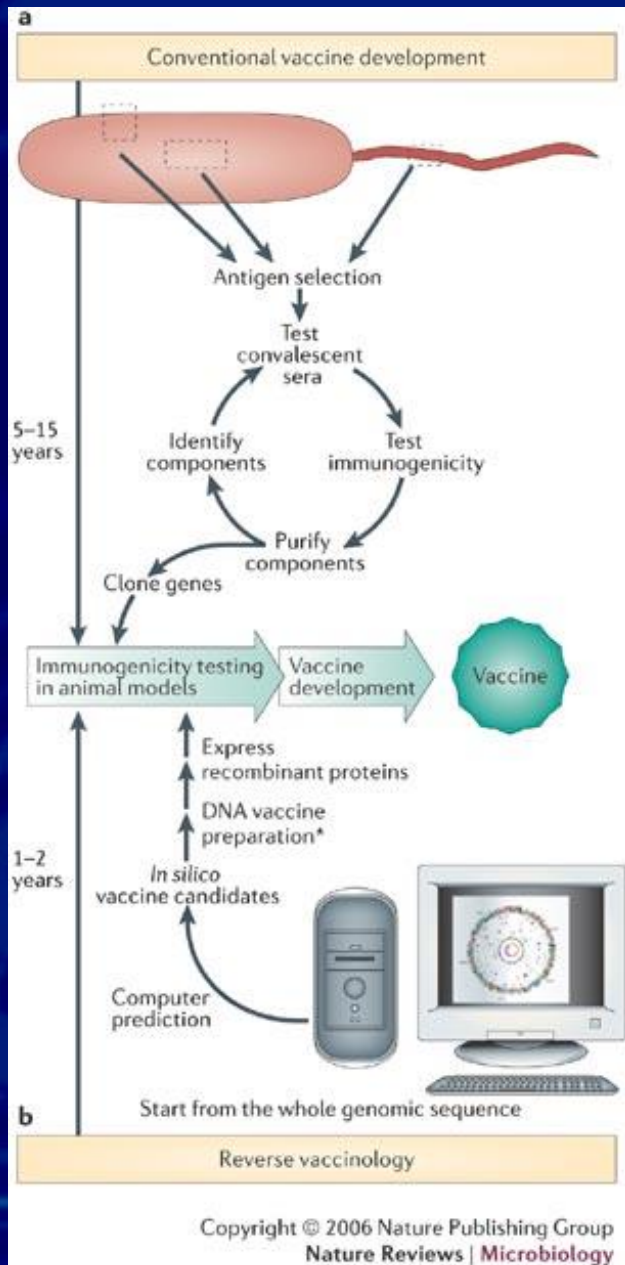 a
Conventional vaccine development
Antigen selection
Test
convalescent
sera
5–15
years
Identify
components
Test
immunogenicity
Purify
components
Clone genes
Immunogenicity testing
in animal models
Vaccine
development
Vaccine
Express
recombinant proteins
DNA vaccine
preparation*
1–2
years
In silico
vaccine candidates
Computer
prediction
Start from the whole genomic sequence
b
Reverse vaccinology
Copyright © 2006 Nature Publishing Group
Nature Reviews | Microbiology